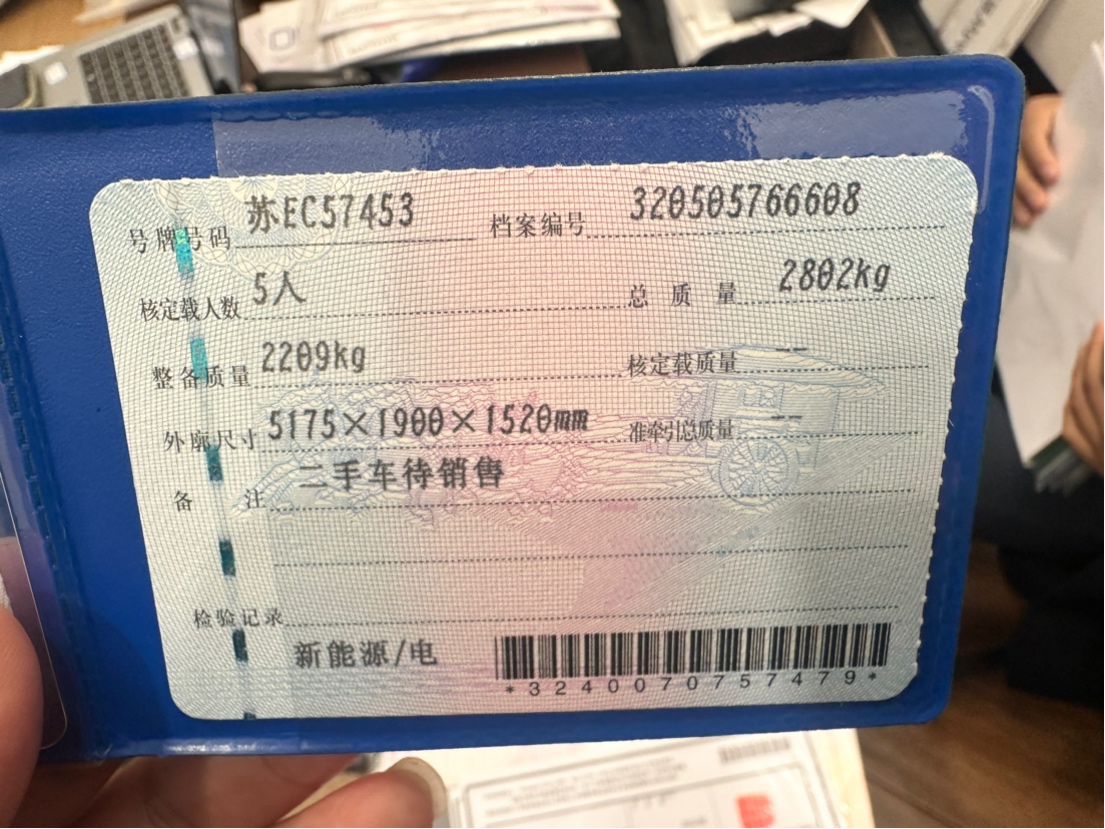 号牌号码 苏EC57453 档案编号 320505766608
核定载人数 5人 总质量 2802kg
整备质量 2209kg 核定载质量 --
外廓尺寸 5175×1900×1520mm 准牵引总质量 --
备注 二手车待销售
检验记录
新能源/电
*3240070757479*